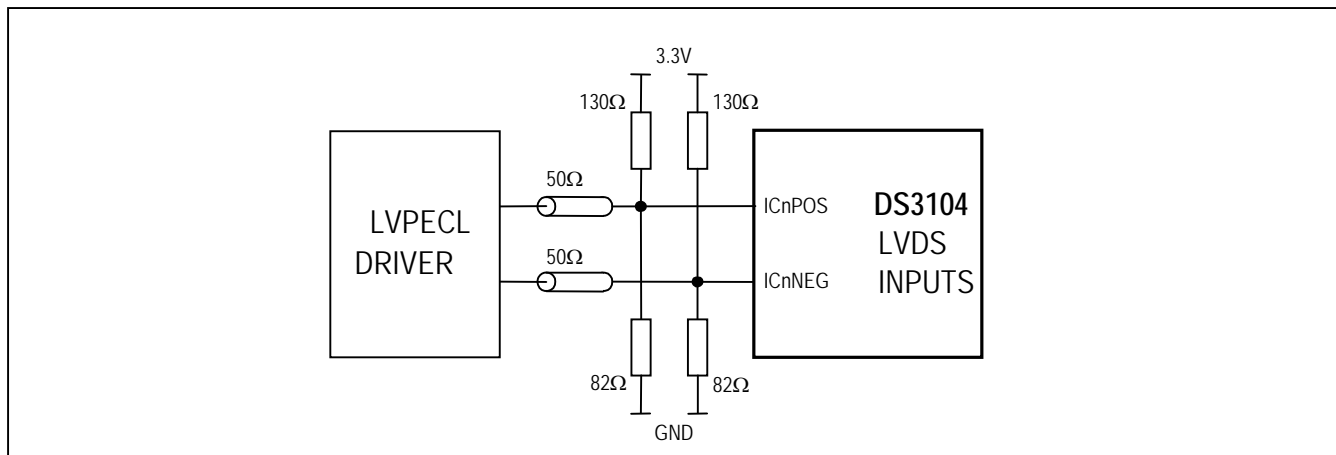 3.3V
130Ω
130Ω
50Ω
50Ω
LVPECL
DRIVER
ICnPOS
ICnNEG
DS3104
LVDS
INPUTS
82Ω
82Ω
GND